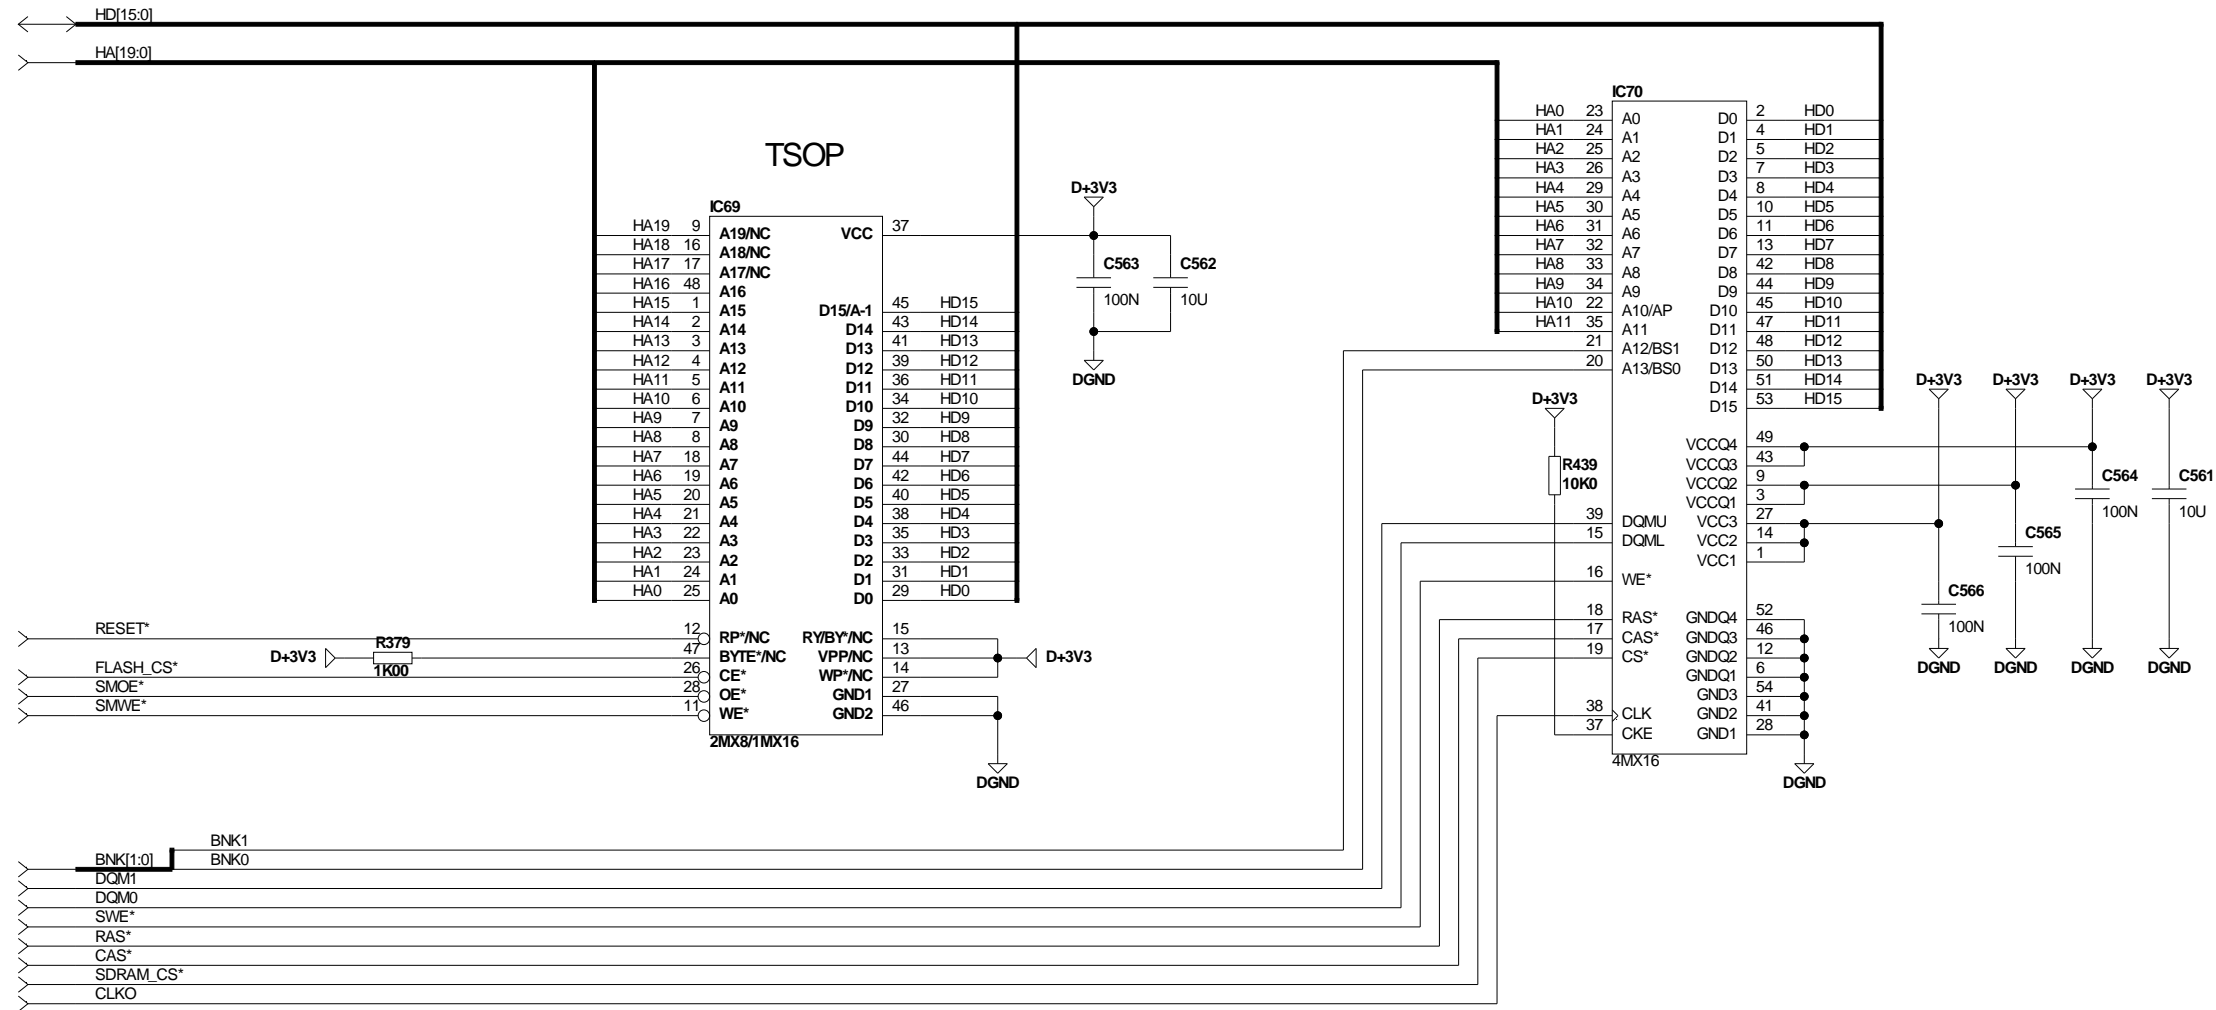 HD[15:0]
HA[19:0]
TSOP
IC69
HA19 9 A19/NC VCC 37
HA18 16 A18/NC
HA17 17 A17/NC
HA16 48 A16
HA15 1 A15 D15/A-1 45 HD15
HA14 2 A14 D14 43 HD14
HA13 3 A13 D13 41 HD13
HA12 4 A12 D12 39 HD12
HA11 5 A11 D11 36 HD11
HA10 6 A10 D10 34 HD10
HA9 7 A9 D9 32 HD9
HA8 8 A8 D8 30 HD8
HA7 18 A7 D7 44 HD7
HA6 19 A6 D6 42 HD6
HA5 20 A5 D5 40 HD5
HA4 21 A4 D4 38 HD4
HA3 22 A3 D3 35 HD3
HA2 23 A2 D2 33 HD2
HA1 24 A1 D1 31 HD1
HA0 25 A0 D0 29 HD0
RESET* 12 RP*/NC RY/BY*/NC 15
D+3V3 R379 1K00 47 BYTE*/NC VPP/NC 13 D+3V3
FLASH_CS* 26 CE* WP*/NC 14
SMOE* 28 OE* GND1 27
SMWE* 11 WE* GND2 46
2MX8/1MX16
DGND
D+3V3
C563 C562
100N 10U
DGND
IC70
HA0 23 A0 D0 2 HD0
HA1 24 A1 D1 4 HD1
HA2 25 A2 D2 5 HD2
HA3 26 A3 D3 7 HD3
HA4 29 A4 D4 8 HD4
HA5 30 A5 D5 10 HD5
HA6 31 A6 D6 11 HD6
HA7 32 A7 D7 13 HD7
HA8 33 A8 D8 42 HD8
HA9 34 A9 D9 44 HD9
HA10 22 A10/AP D10 45 HD10
HA11 35 A11 D11 47 HD11
21 A12/BS1 D12 48 HD12
20 A13/BS0 D13 50 HD13
D14 51 HD14
D15 53 HD15
D+3V3
R439
10K0
VCCQ4 49
VCCQ3 43
VCCQ2 9
VCCQ1 3
39 DQMU VCC3 27
15 DQML VCC2 14
VCC1 1
16 WE*
18 RAS* GNDQ4 52
17 CAS* GNDQ3 46
19 CS* GNDQ2 12
GNDQ1 6
GND3 54
38 CLK GND2 41
37 CKE GND1 28
4MX16
DGND
D+3V3 D+3V3 D+3V3 D+3V3
C564 C561
100N 10U
C565
100N
C566
100N
DGND DGND DGND DGND
BNK1
BNK[1:0] BNK0
DQM1
DQM0
SWE*
RAS*
CAS*
SDRAM_CS*
CLKO